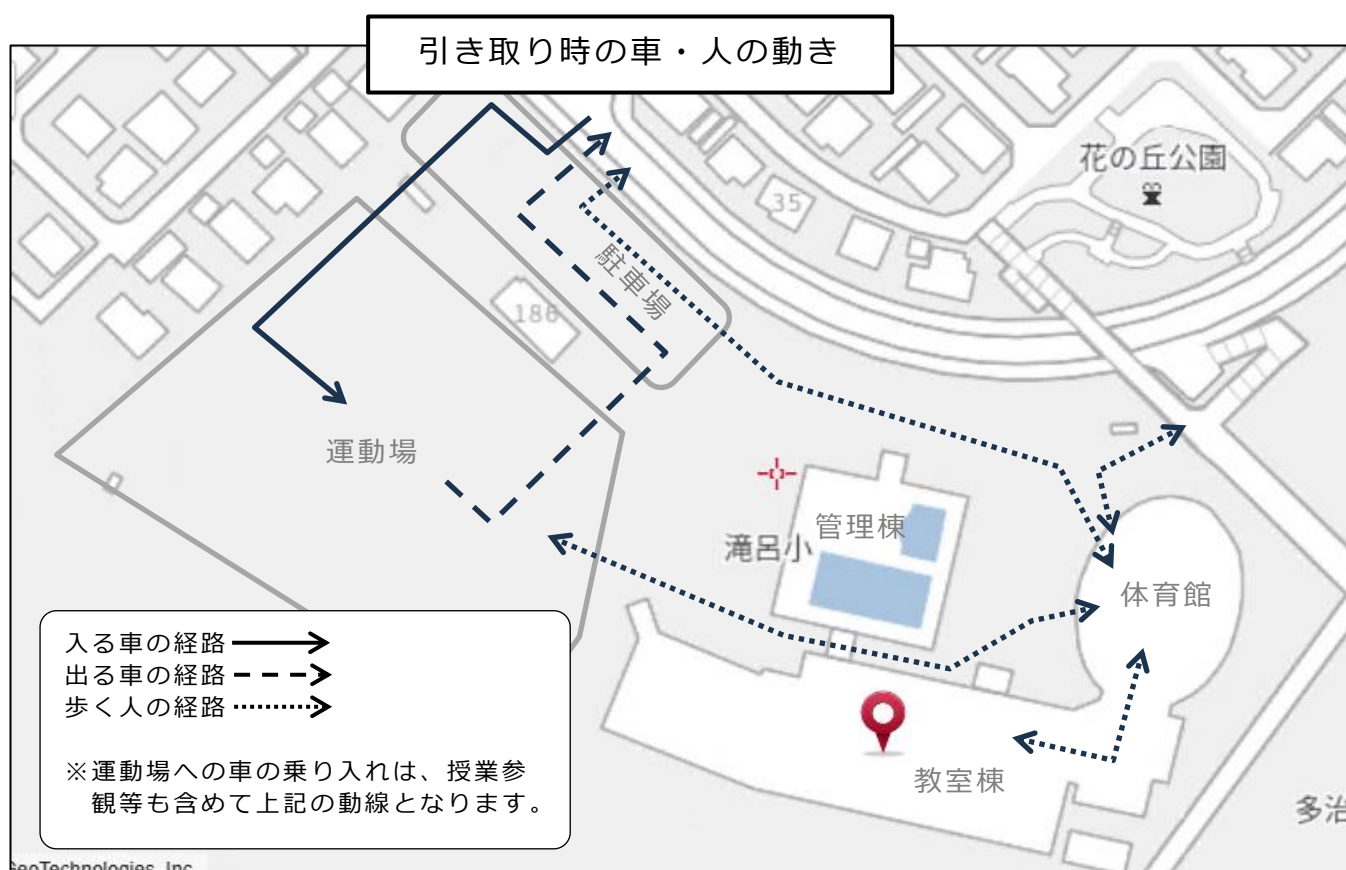 引き取り時の車・人の動き
花の丘公園
35
駐車場
186
運動場
管理棟
滝呂小
体育館
入る車の経路
出る車の経路
歩く人の経路
※運動場への車の乗り入れは、授業参
観等も含めて上記の動線となります。
教室棟
多治
GeoTechnologies, Inc.